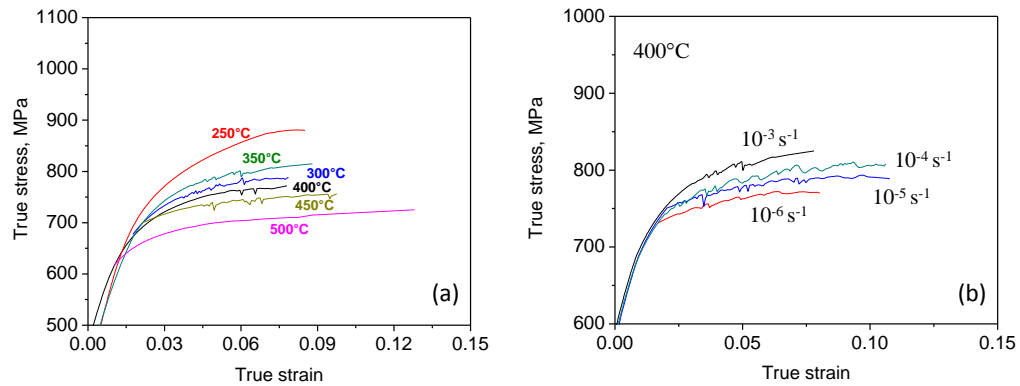 1100
1000
900
800
700
600
500
True stress, MPa
250°C
350°C
300°C
400°C
450°C
500°C
(a)
0.00 0.03 0.06 0.09 0.12 0.15
True strain
1000
900
800
700
600
True stress, MPa
400°C
10⁻³ s⁻¹
10⁻⁴ s⁻¹
10⁻⁵ s⁻¹
10⁻⁶ s⁻¹
(b)
0.00 0.05 0.10 0.15
True strain